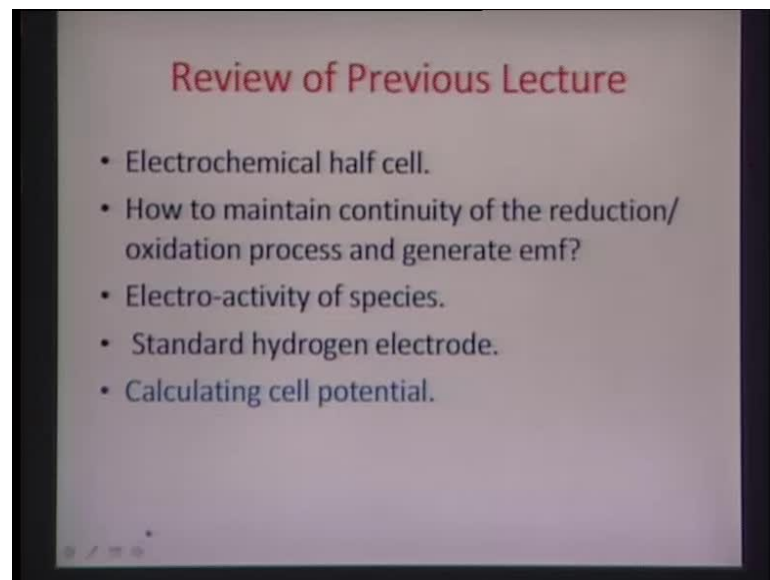 Review of Previous Lecture
• Electrochemical half cell.
• How to maintain continuity of the reduction/
oxidation process and generate emf?
• Electro-activity of species.
• Standard hydrogen electrode.
• Calculating cell potential.